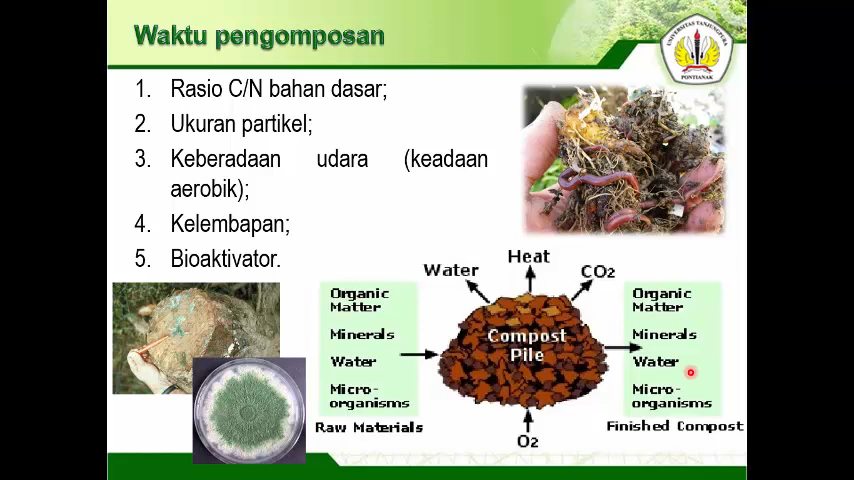 Waktu pengomposan
UNIVERSITAS TANJUNGPURA
PONTIANAK
1. Rasio C/N bahan dasar;
2. Ukuran partikel;
3. Keberadaan udara (keadaan
aerobik);
4. Kelembapan;
5. Bioaktivator.
Water
Heat
CO2
Organic
Matter
Minerals
Water
Micro-
organisms
Raw Materials
Compost
Pile
O2
Organic
Matter
Minerals
Water
Micro-
organisms
Finished Compost